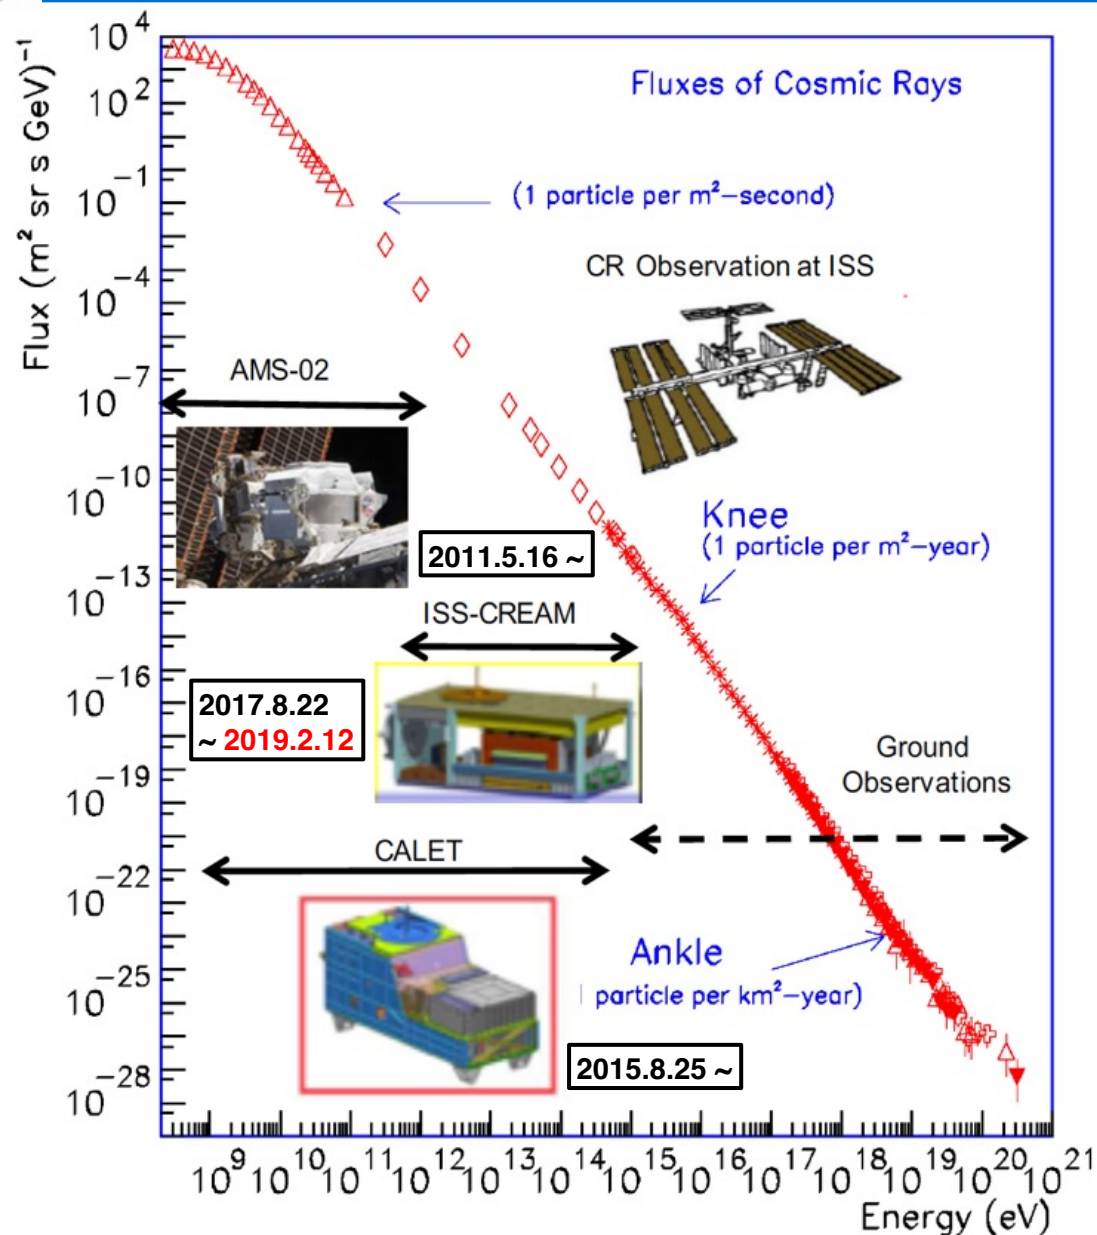 Fluxes of Cosmic Rays
Flux (m² sr s GeV)⁻¹
10⁴
10²
10⁻¹
10⁻⁴
10⁻⁷
10⁻¹⁰
10⁻¹³
10⁻¹⁶
10⁻¹⁹
10⁻²²
10⁻²⁵
10⁻²⁸
(1 particle per m²−second)
CR Observation at ISS
AMS-02
Knee
(1 particle per m²−year)
2011.5.16 ~
ISS-CREAM
2017.8.22
~ 2019.2.12
Ground
Observations
CALET
Ankle
particle per km²−year)
2015.8.25 ~
10⁹ 10¹⁰ 10¹¹ 10¹² 10¹³ 10¹⁴ 10¹⁵ 10¹⁶ 10¹⁷ 10¹⁸ 10¹⁹ 10²⁰ 10²¹
Energy (eV)